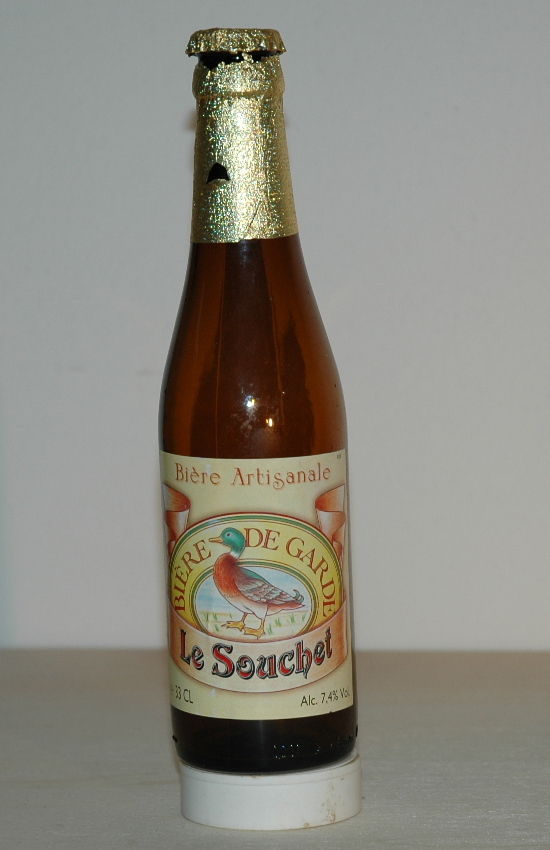 Bière Artisanale
BIÈRE DE GARDE
Le Souchet
33 CL
Alc. 7.4% Vol.